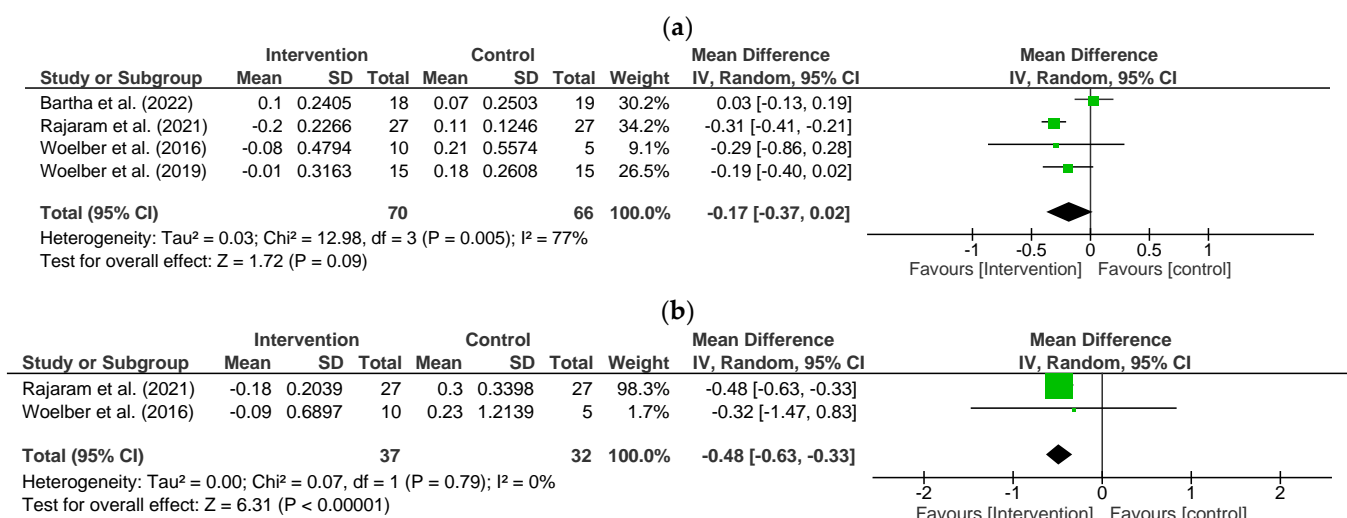 (a)
Intervention Control Mean Difference Mean Difference
Study or Subgroup Mean SD Total Mean SD Total Weight IV, Random, 95% CI IV, Random, 95% CI
Bartha et al. (2022) 0.1 0.2405 18 0.07 0.2503 19 30.2% 0.03 [-0.13, 0.19]
Rajaram et al. (2021) -0.2 0.2266 27 0.11 0.1246 27 34.2% -0.31 [-0.41, -0.21]
Woelber et al. (2016) -0.08 0.4794 10 0.21 0.5574 5 9.1% -0.29 [-0.86, 0.28]
Woelber et al. (2019) -0.01 0.3163 15 0.18 0.2608 15 26.5% -0.19 [-0.40, 0.02]
Total (95% CI) 70 66 100.0% -0.17 [-0.37, 0.02]
Heterogeneity: Tau² = 0.03; Chi² = 12.98, df = 3 (P = 0.005); I² = 77%
Test for overall effect: Z = 1.72 (P = 0.09)
-1 -0.5 0 0.5 1
Favours [Intervention] Favours [control]
(b)
Intervention Control Mean Difference Mean Difference
Study or Subgroup Mean SD Total Mean SD Total Weight IV, Random, 95% CI IV, Random, 95% CI
Rajaram et al. (2021) -0.18 0.2039 27 0.3 0.3398 27 98.3% -0.48 [-0.63, -0.33]
Woelber et al. (2016) -0.09 0.6897 10 0.23 1.2139 5 1.7% -0.32 [-1.47, 0.83]
Total (95% CI) 37 32 100.0% -0.48 [-0.63, -0.33]
Heterogeneity: Tau² = 0.00; Chi² = 0.07, df = 1 (P = 0.79); I² = 0%
Test for overall effect: Z = 6.31 (P < 0.00001)
-2 -1 0 1 2
Favours [Intervention] Favours [control]